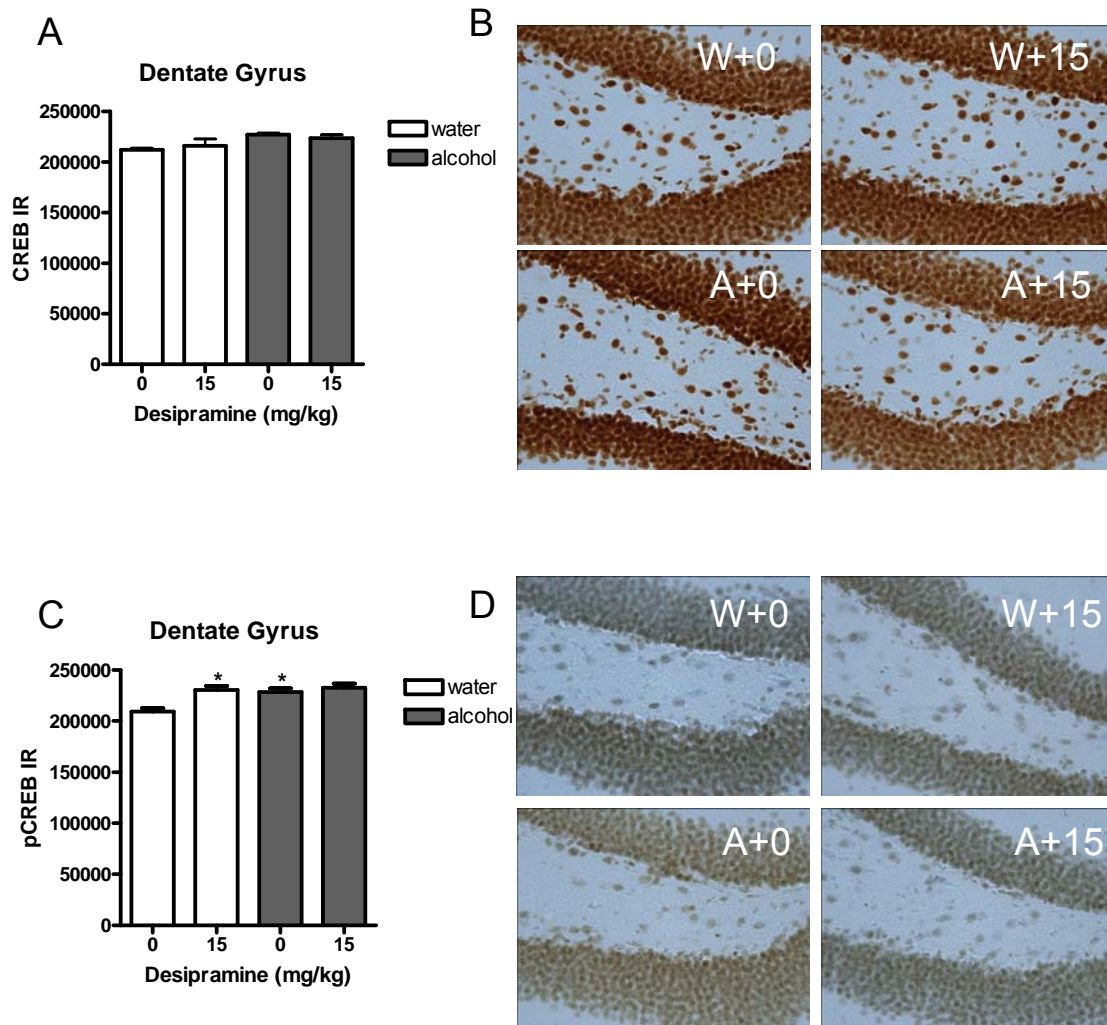 A
Dentate Gyrus
250000
200000
150000
100000
50000
0
CREB IR
0 15 0 15
Desipramine (mg/kg)
water
alcohol
B
W+0
W+15
A+0
A+15
C
Dentate Gyrus
250000
200000
150000
100000
50000
0
pCREB IR
* *
0 15 0 15
Desipramine (mg/kg)
water
alcohol
D
W+0
W+15
A+0
A+15